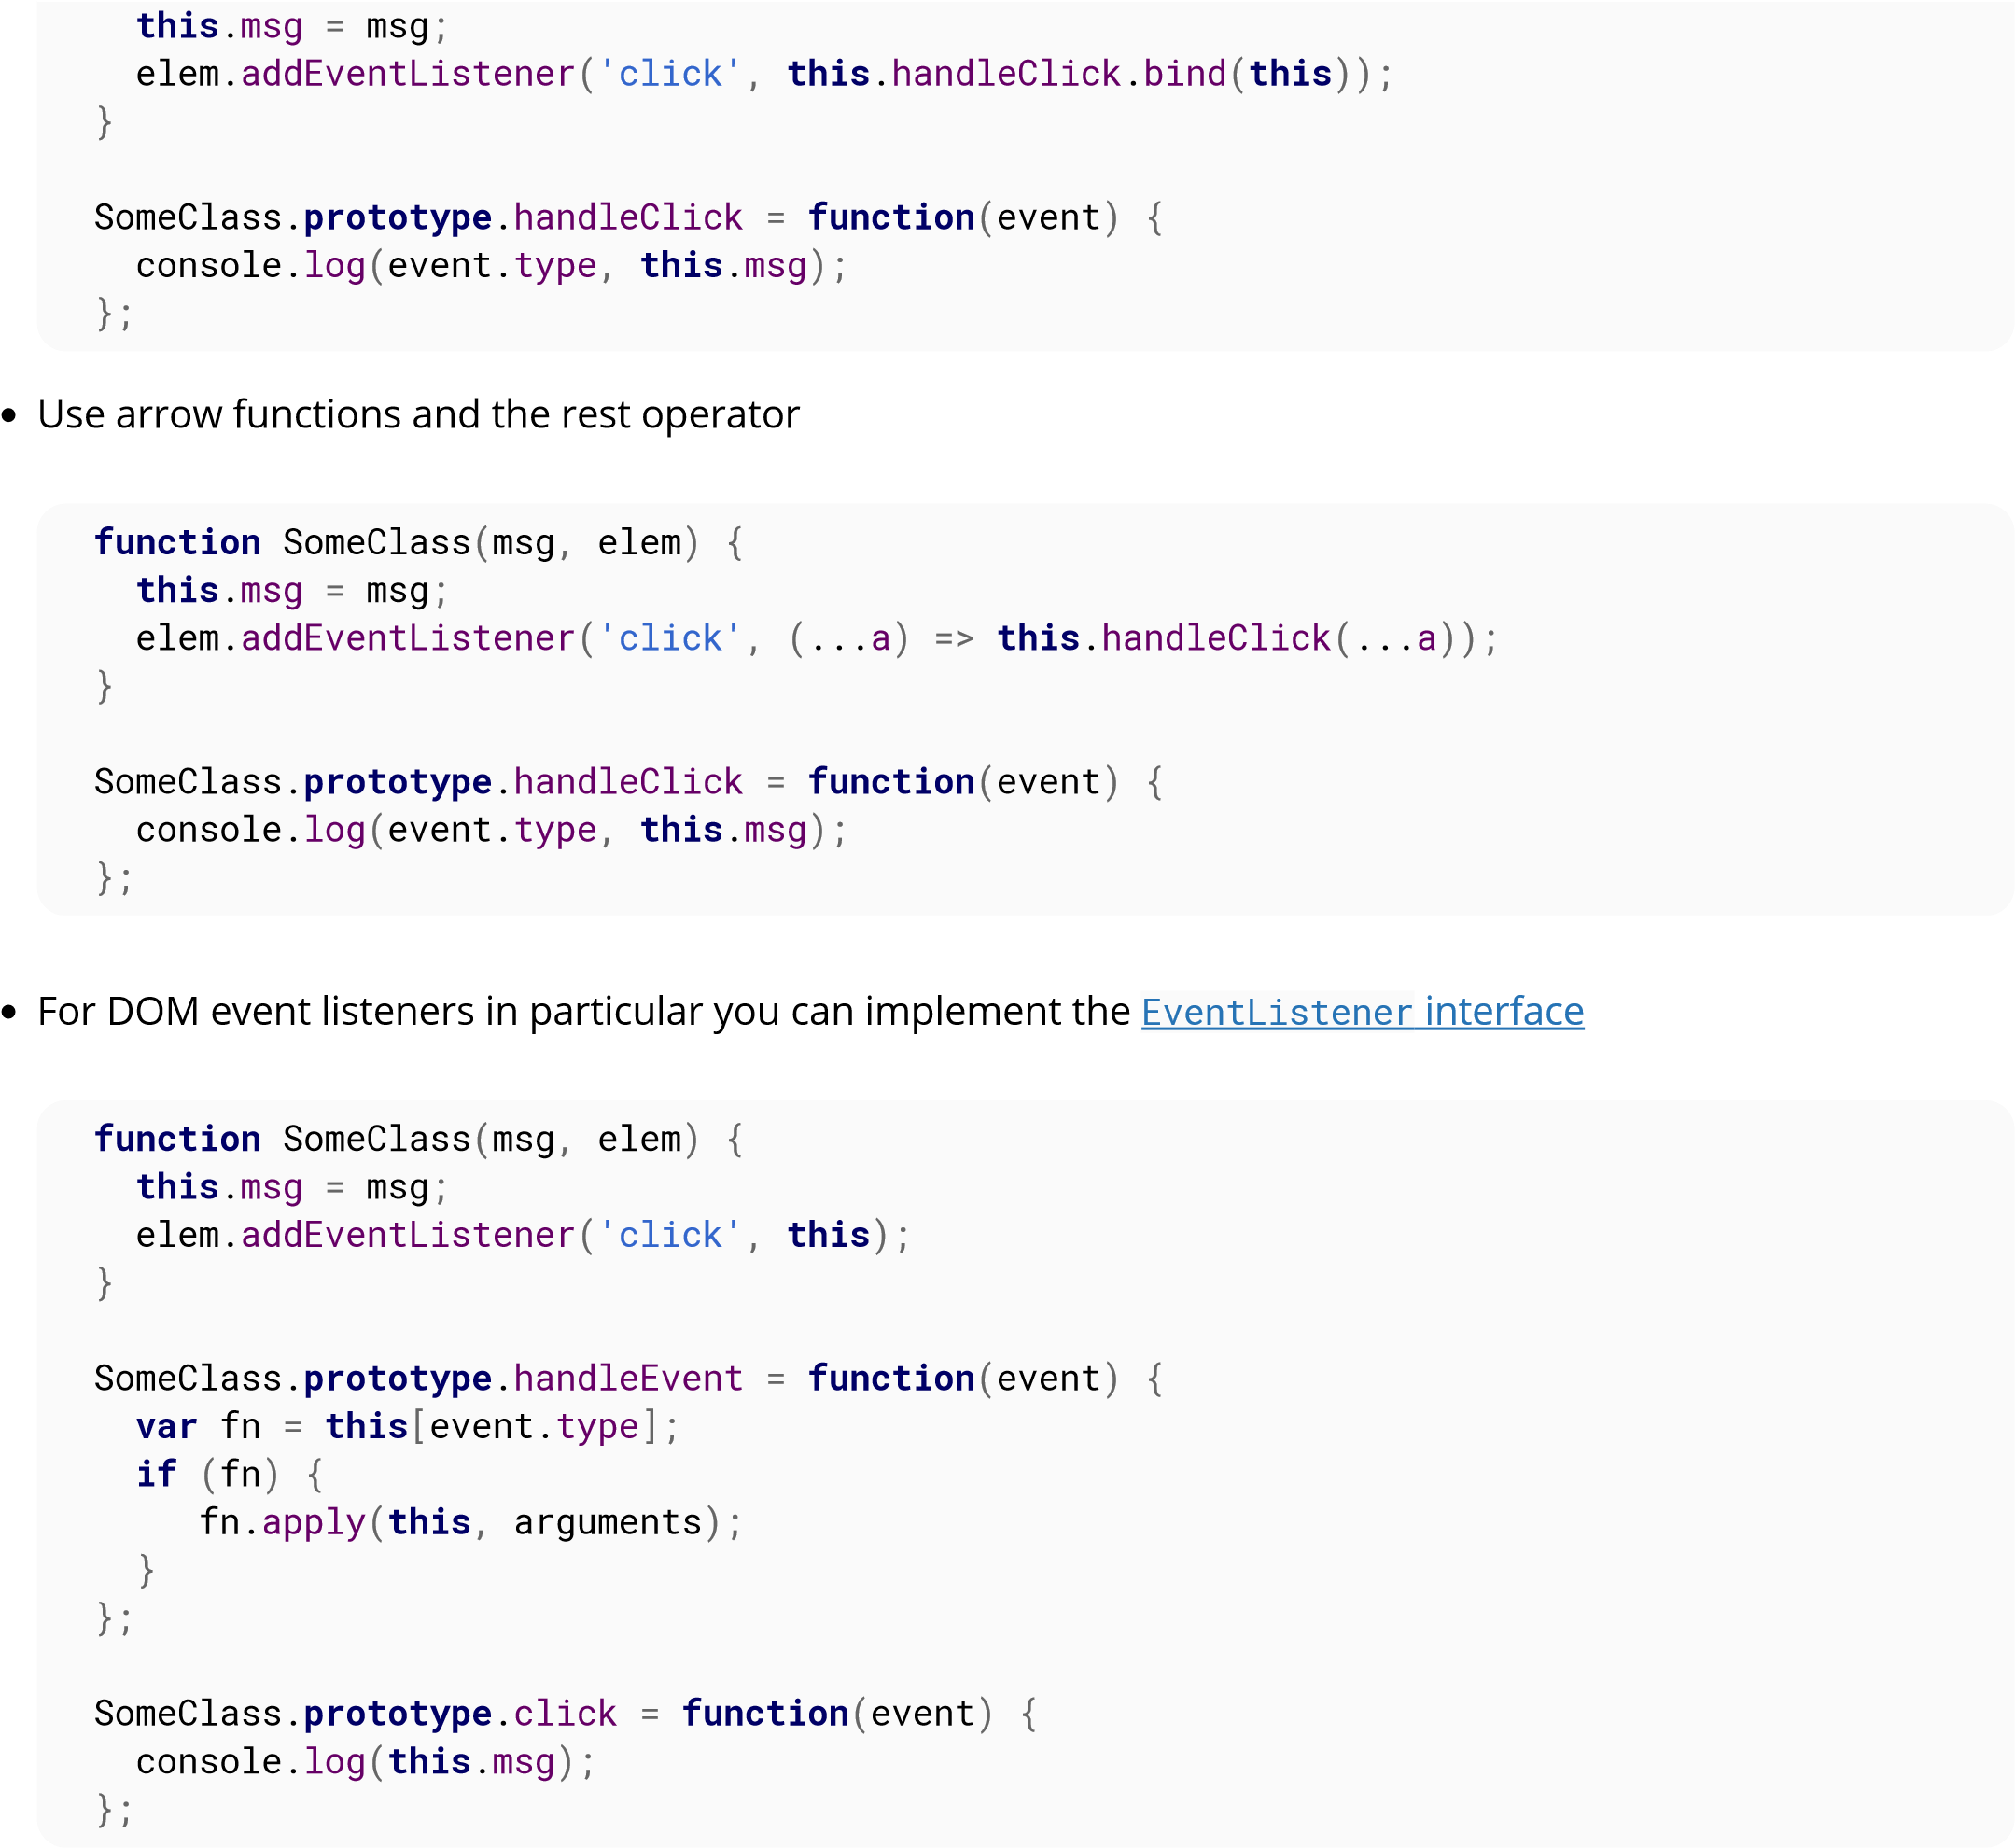 this.msg = msg;
elem.addEventListener('click', this.handleClick.bind(this));
}
SomeClass.prototype.handleClick = function(event) {
console.log(event.type, this.msg);
};
• Use arrow functions and the rest operator
function SomeClass(msg, elem) {
this.msg = msg;
elem.addEventListener('click', (...a) => this.handleClick(...a));
}
SomeClass.prototype.handleClick = function(event) {
console.log(event.type, this.msg);
};
• For DOM event listeners in particular you can implement the EventListener interface
function SomeClass(msg, elem) {
this.msg = msg;
elem.addEventListener('click', this);
}
SomeClass.prototype.handleEvent = function(event) {
var fn = this[event.type];
if (fn) {
fn.apply(this, arguments);
}
};
SomeClass.prototype.click = function(event) {
console.log(this.msg);
};